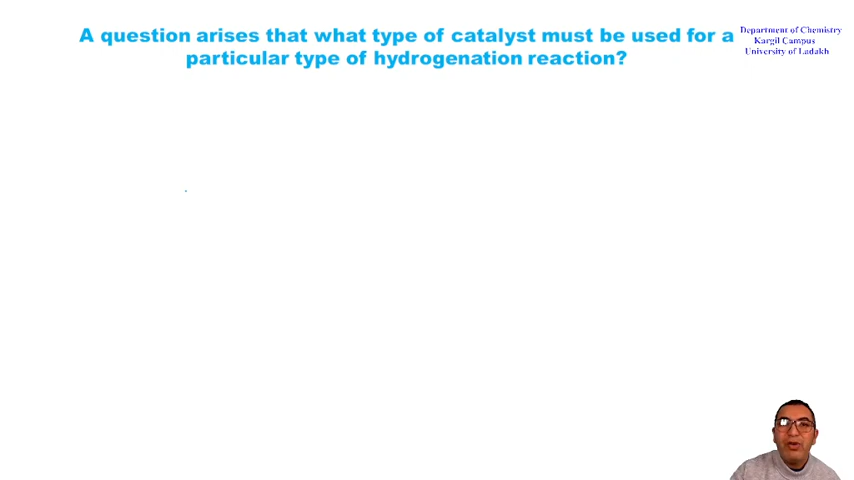 A question arises that what type of catalyst must be used for a
particular type of hydrogenation reaction?
Department of Chemistry
Kargil Campus
University of Ladakh